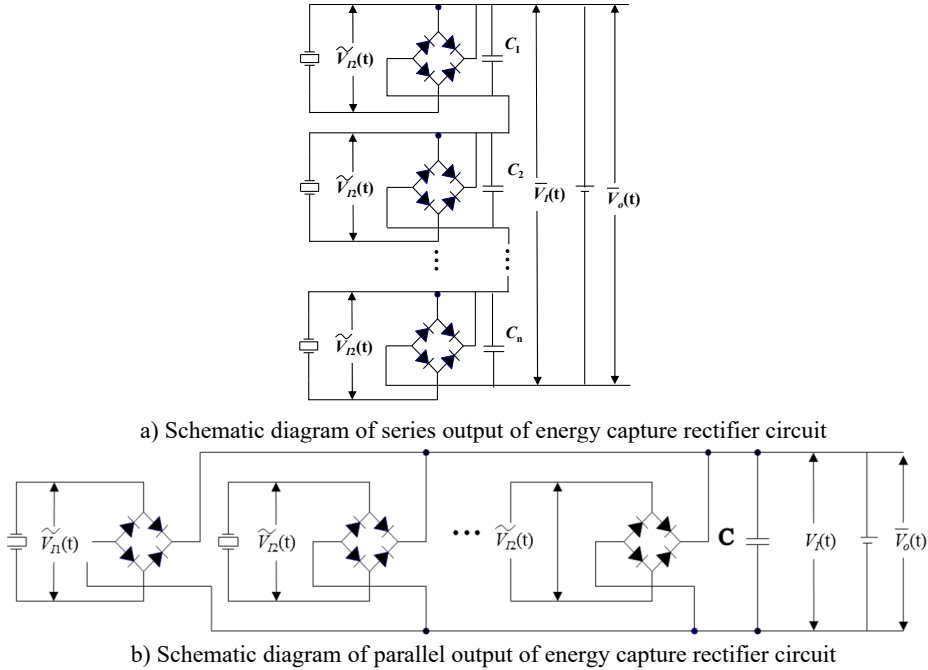 Ṽ_I2(t)
C₁
Ṽ_I2(t)
C₂
V̅_I(t)
V̅_o(t)
Ṽ_I2(t)
Cₙ
a) Schematic diagram of series output of energy capture rectifier circuit
Ṽ_I1(t)
Ṽ_I2(t)
Ṽ_I2(t)
C
V_I(t)
V̅_o(t)
b) Schematic diagram of parallel output of energy capture rectifier circuit